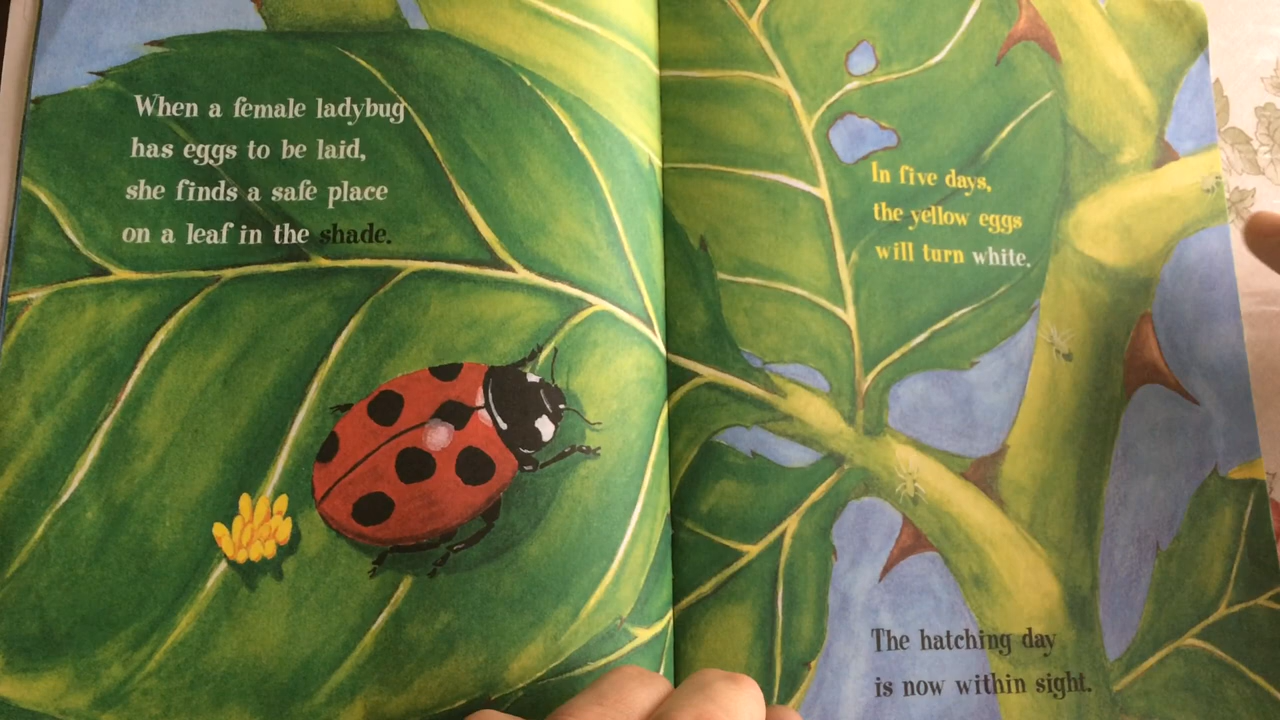 When a female ladybug
has eggs to be laid,
she finds a safe place
on a leaf in the shade.
In five days,
the yellow eggs
will turn white.
The hatching day
is now within sight.